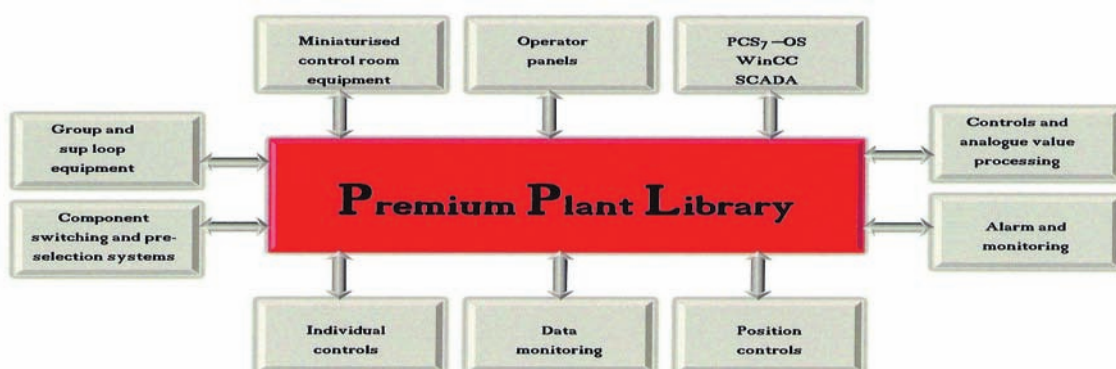 Miniaturised
control room
equipment
Operator
panels
PCS7 —OS
WinCC
SCADA
Group and
sup loop
equipment
Controls and
analogue value
processing
Premium Plant Library
Component
switching and pre-
selection systems
Alarm and
monitoring
Individual
controls
Data
monitoring
Position
controls